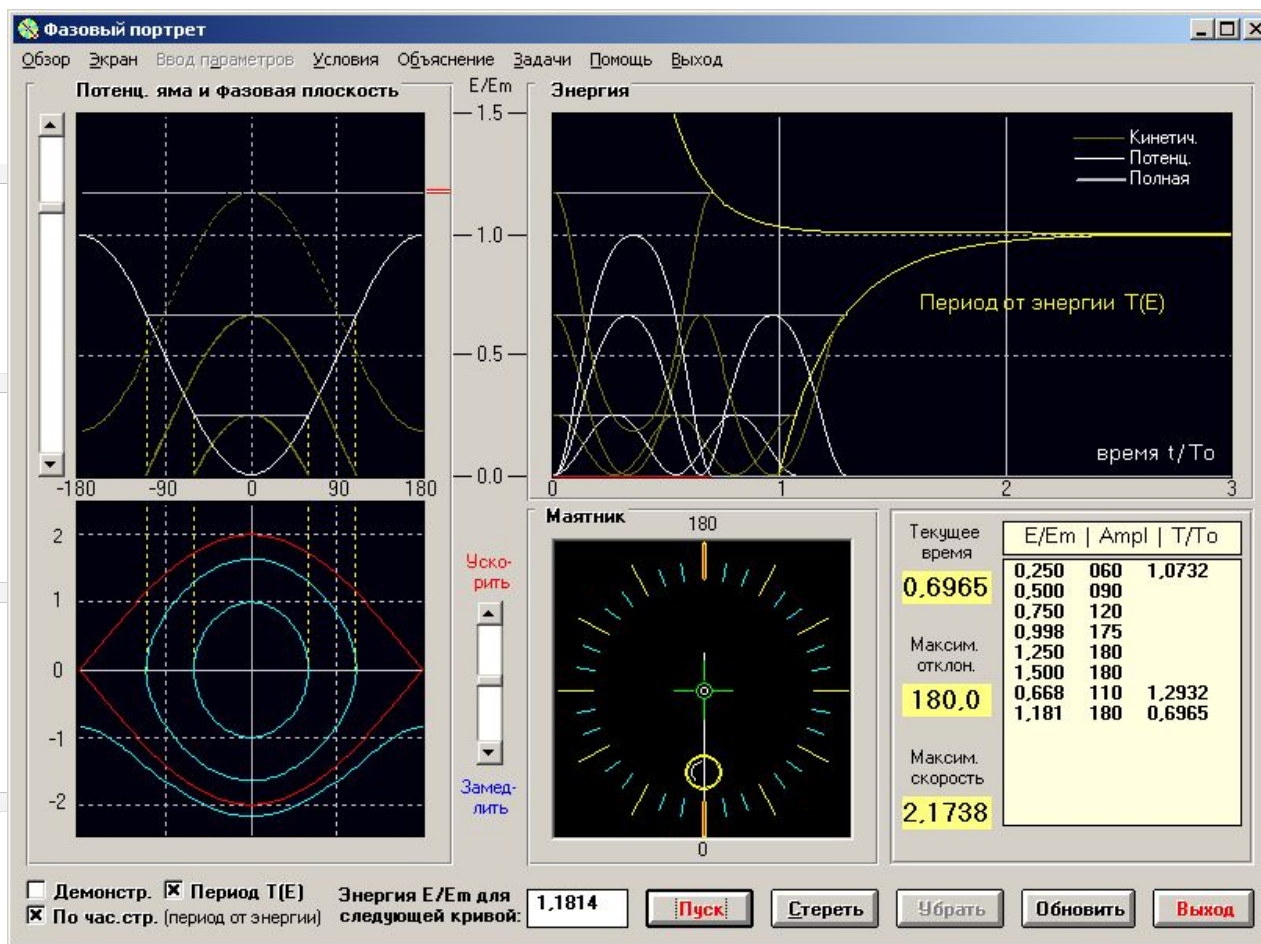 Фазовый портрет
Обзор Экран Ввод параметров Условия Объяснение Задачи Помощь Выход
Потенц. яма и фазовая плоскость
E/Em
Энергия
1.5
1.0
0.5
0.0
Кинетич.
Потенц.
Полная
Период от энергии T(E)
время t/To
-180 -90 0 90 180
0 1 2 3
2
1
0
-1
-2
Уско-
рить
Замед-
лить
Маятник
180
0
Текущее
время
0,6965
Максим.
отклон.
180,0
Максим.
скорость
2,1738
E/Em | Ampl | T/To
0,250 060 1,0732
0,500 090
0,750 120
0,998 175
1,250 180
1,500 180
0,668 110 1,2932
1,181 180 0,6965
Демонстр. Период T(E)
По час.стр. (период от энергии)
Энергия E/Em для
следующей кривой:
1,1814
Пуск Стереть Убрать Обновить Выход